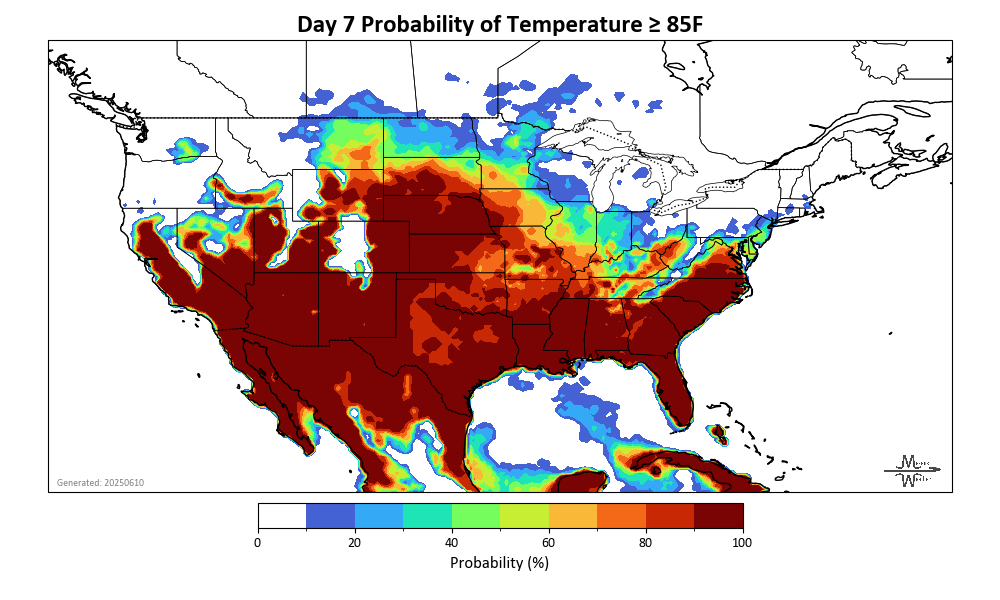 Day 7 Probability of Temperature ≥ 85F
Generated: 20250610
0 20 40 60 80 100
Probability (%)